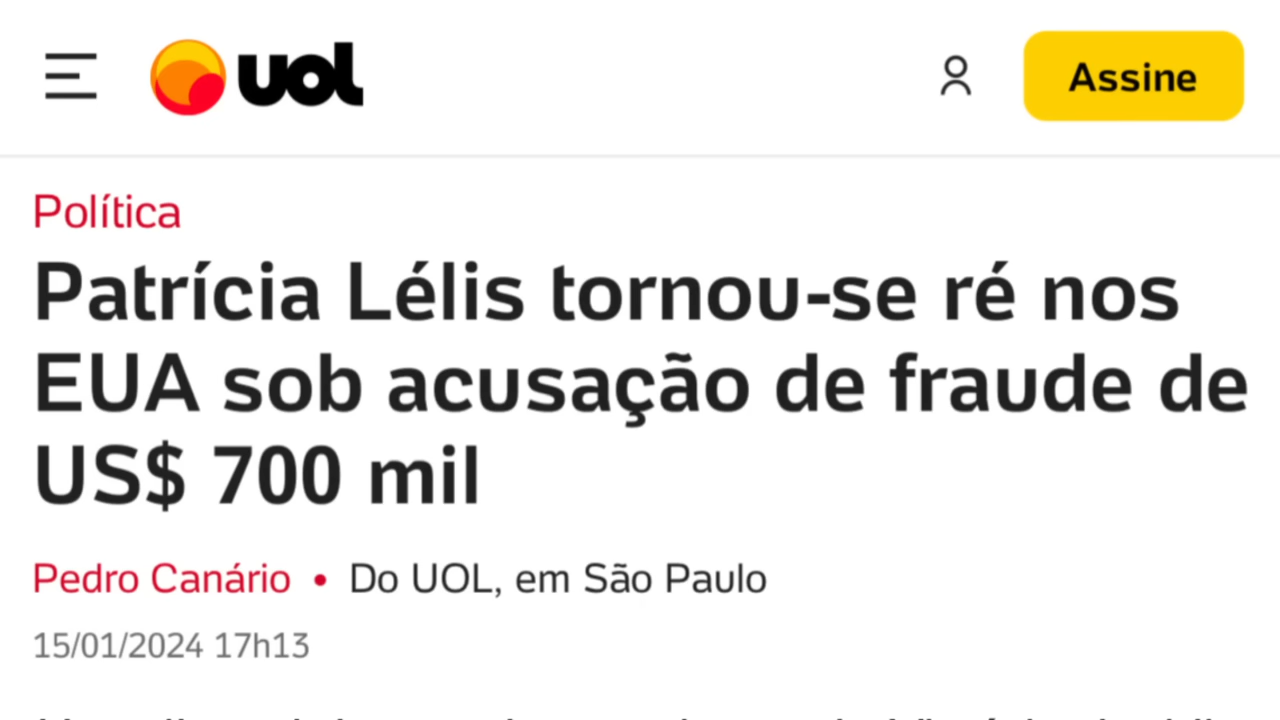 uol
Assine
Política
Patrícia Lélis tornou-se ré nos
EUA sob acusação de fraude de
US$ 700 mil
Pedro Canário • Do UOL, em São Paulo
15/01/2024 17h13